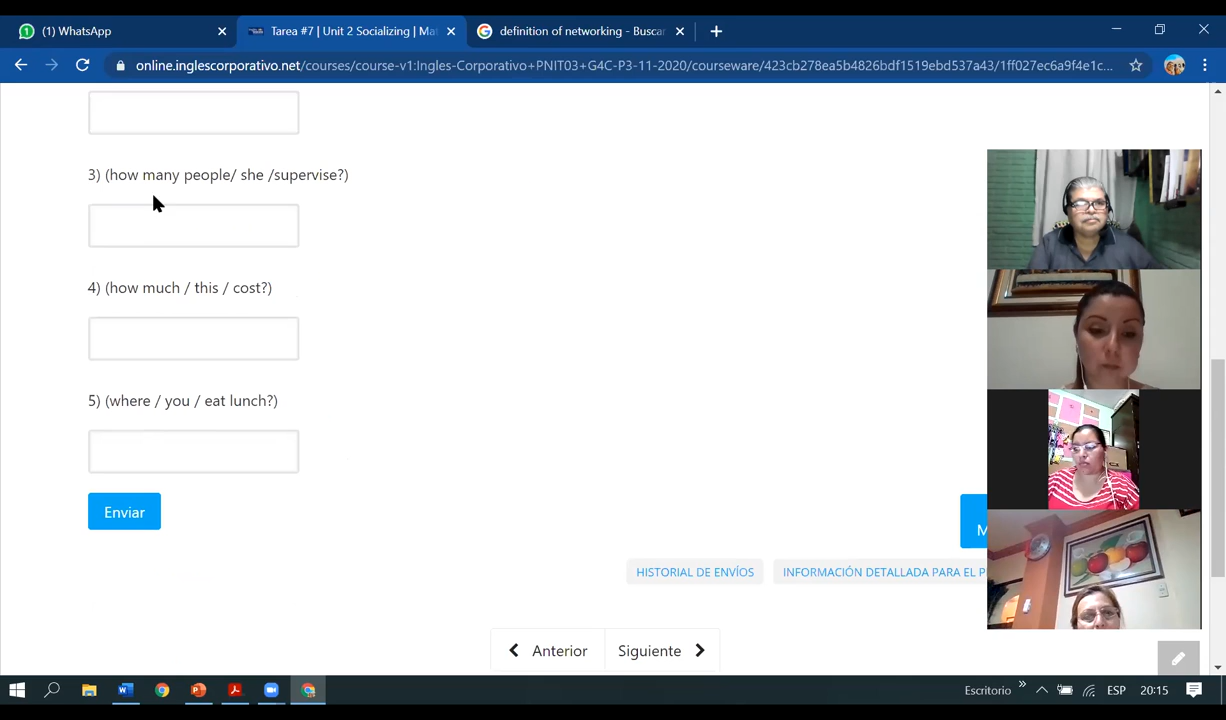 (1) WhatsApp
Tarea #7 | Unit 2 Socializing | Ma
definition of networking - Buscar
online.inglescorporativo.net/courses/course-v1:Ingles-Corporativo+PNIT03+G4C-P3-11-2020/courseware/423cb278ea5b4826bdf1519ebd537a43/1ff027ec6a9f4e1c...
3) (how many people/ she /supervise?)
4) (how much / this / cost?)
5) (where / you / eat lunch?)
Enviar
M
HISTORIAL DE ENVÍOS
INFORMACIÓN DETALLADA PARA EL P
Anterior
Siguiente
Escritorio
ESP
20:15